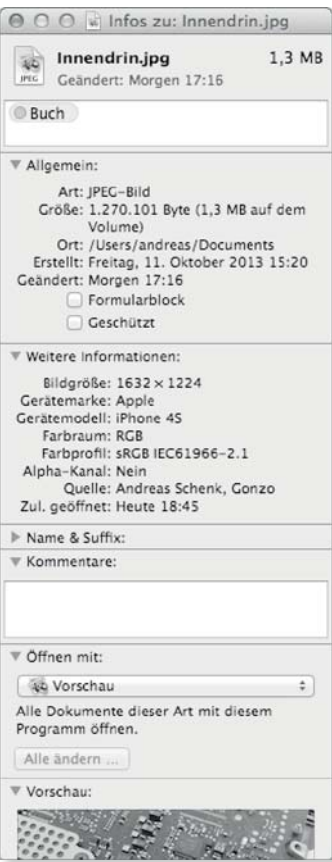 Infos zu: Innendrin.jpg
Innendrin.jpg 1,3 MB
JPEG
Geändert: Morgen 17:16
Buch
Allgemein:
Art: JPEG-Bild
Größe: 1.270.101 Byte (1,3 MB auf dem
Volume)
Ort: /Users/andreas/Documents
Erstellt: Freitag, 11. Oktober 2013 15:20
Geändert: Morgen 17:16
Formularblock
Geschützt
Weitere Informationen:
Bildgröße: 1632 × 1224
Gerätemarke: Apple
Gerätemodell: iPhone 4S
Farbraum: RGB
Farbprofil: sRGB IEC61966-2.1
Alpha-Kanal: Nein
Quelle: Andreas Schenk, Gonzo
Zul. geöffnet: Heute 18:45
Name & Suffix:
Kommentare:
Öffnen mit:
Vorschau
Alle Dokumente dieser Art mit diesem
Programm öffnen.
Alle ändern ...
Vorschau: